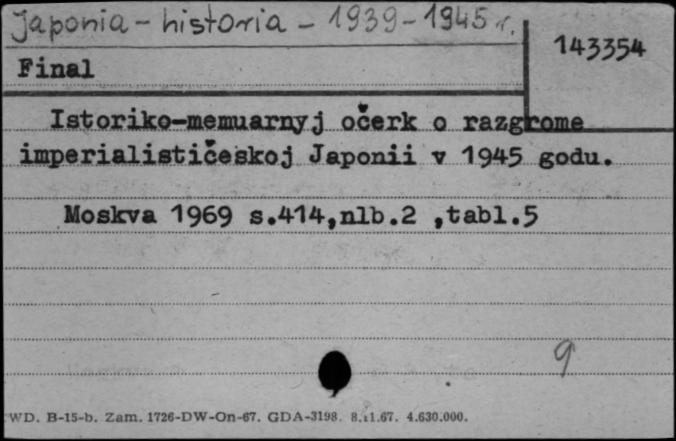 Japonia - historia - 1939-1945 r.
143354
Final
Istoriko-memuarnyj očerk o razgrome
imperialističeskoj Japonii v 1945 godu.
Moskva 1969 s.414,nlb.2 ,tabl.5
9
WD. B-15-b. Zam. 1726-DW-On-67. GDA-3198. 8.11.67. 4.630.000.